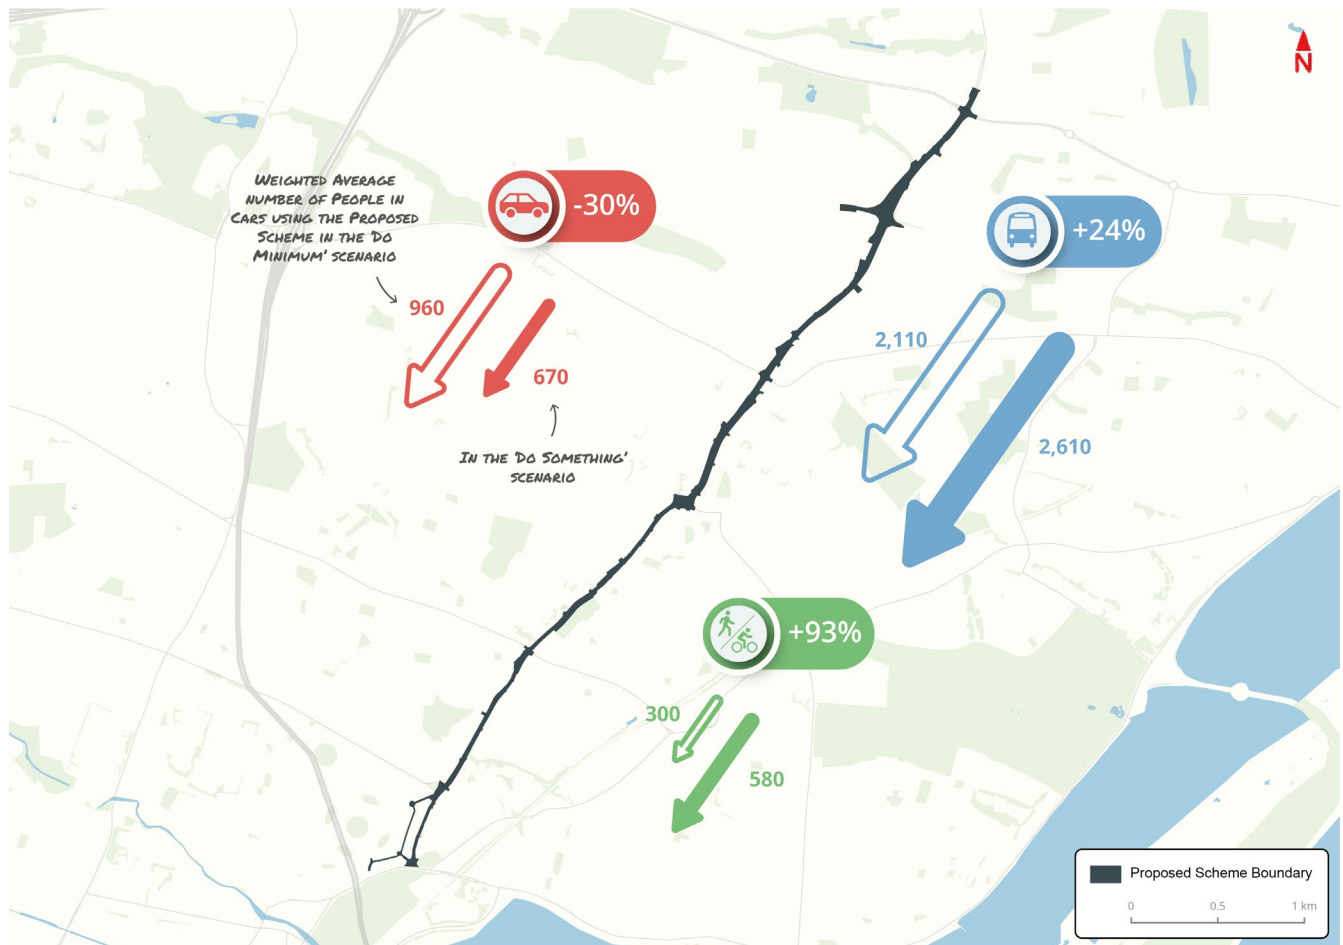 N
WEIGHTED AVERAGE
NUMBER OF PEOPLE IN
CARS USING THE PROPOSED
SCHEME IN THE 'DO
MINIMUM' SCENARIO
-30%
+24%
960
670
IN THE 'DO SOMETHING'
SCENARIO
2,110
2,610
+93%
300
580
Proposed Scheme Boundary
0 0.5 1 km